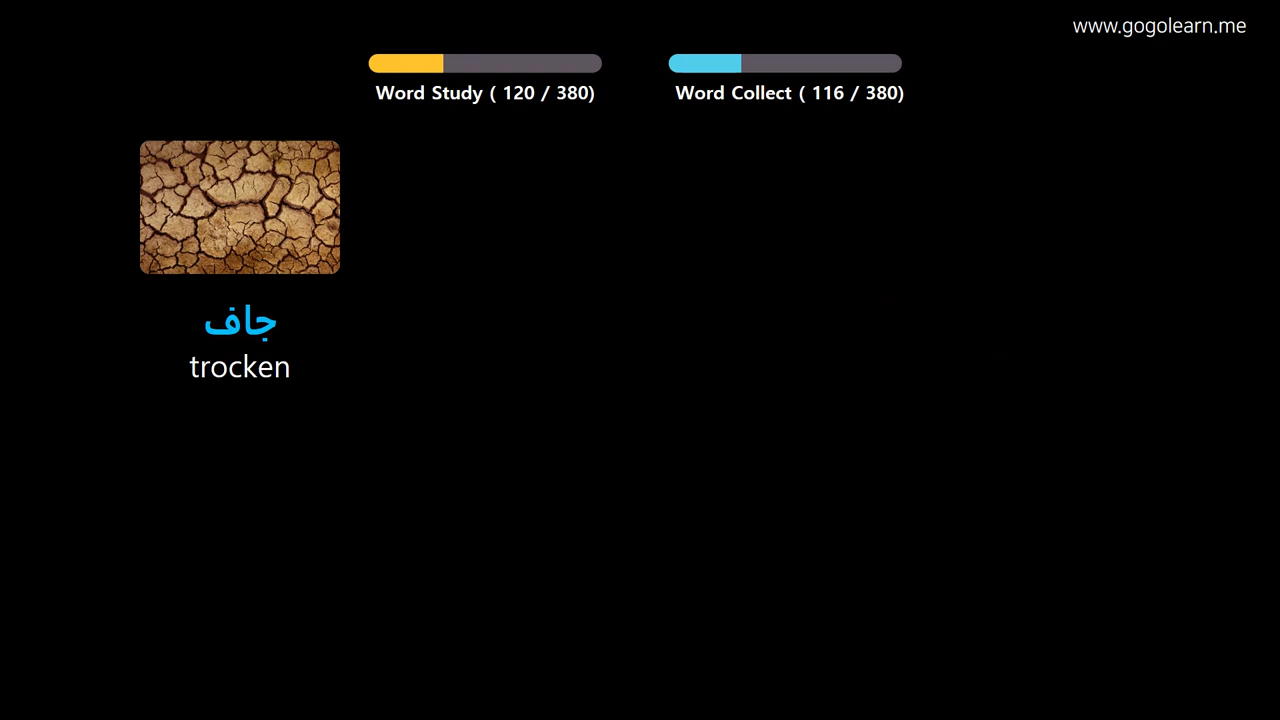 www.gogolearn.me
Word Study ( 120 / 380)
Word Collect ( 116 / 380)
جاف
trocken